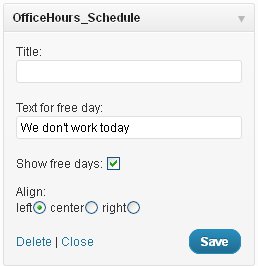 OfficeHours_Schedule
Title:
Text for free day:
We don't work today
Show free days:
Align:
left center right
Delete | Close Save